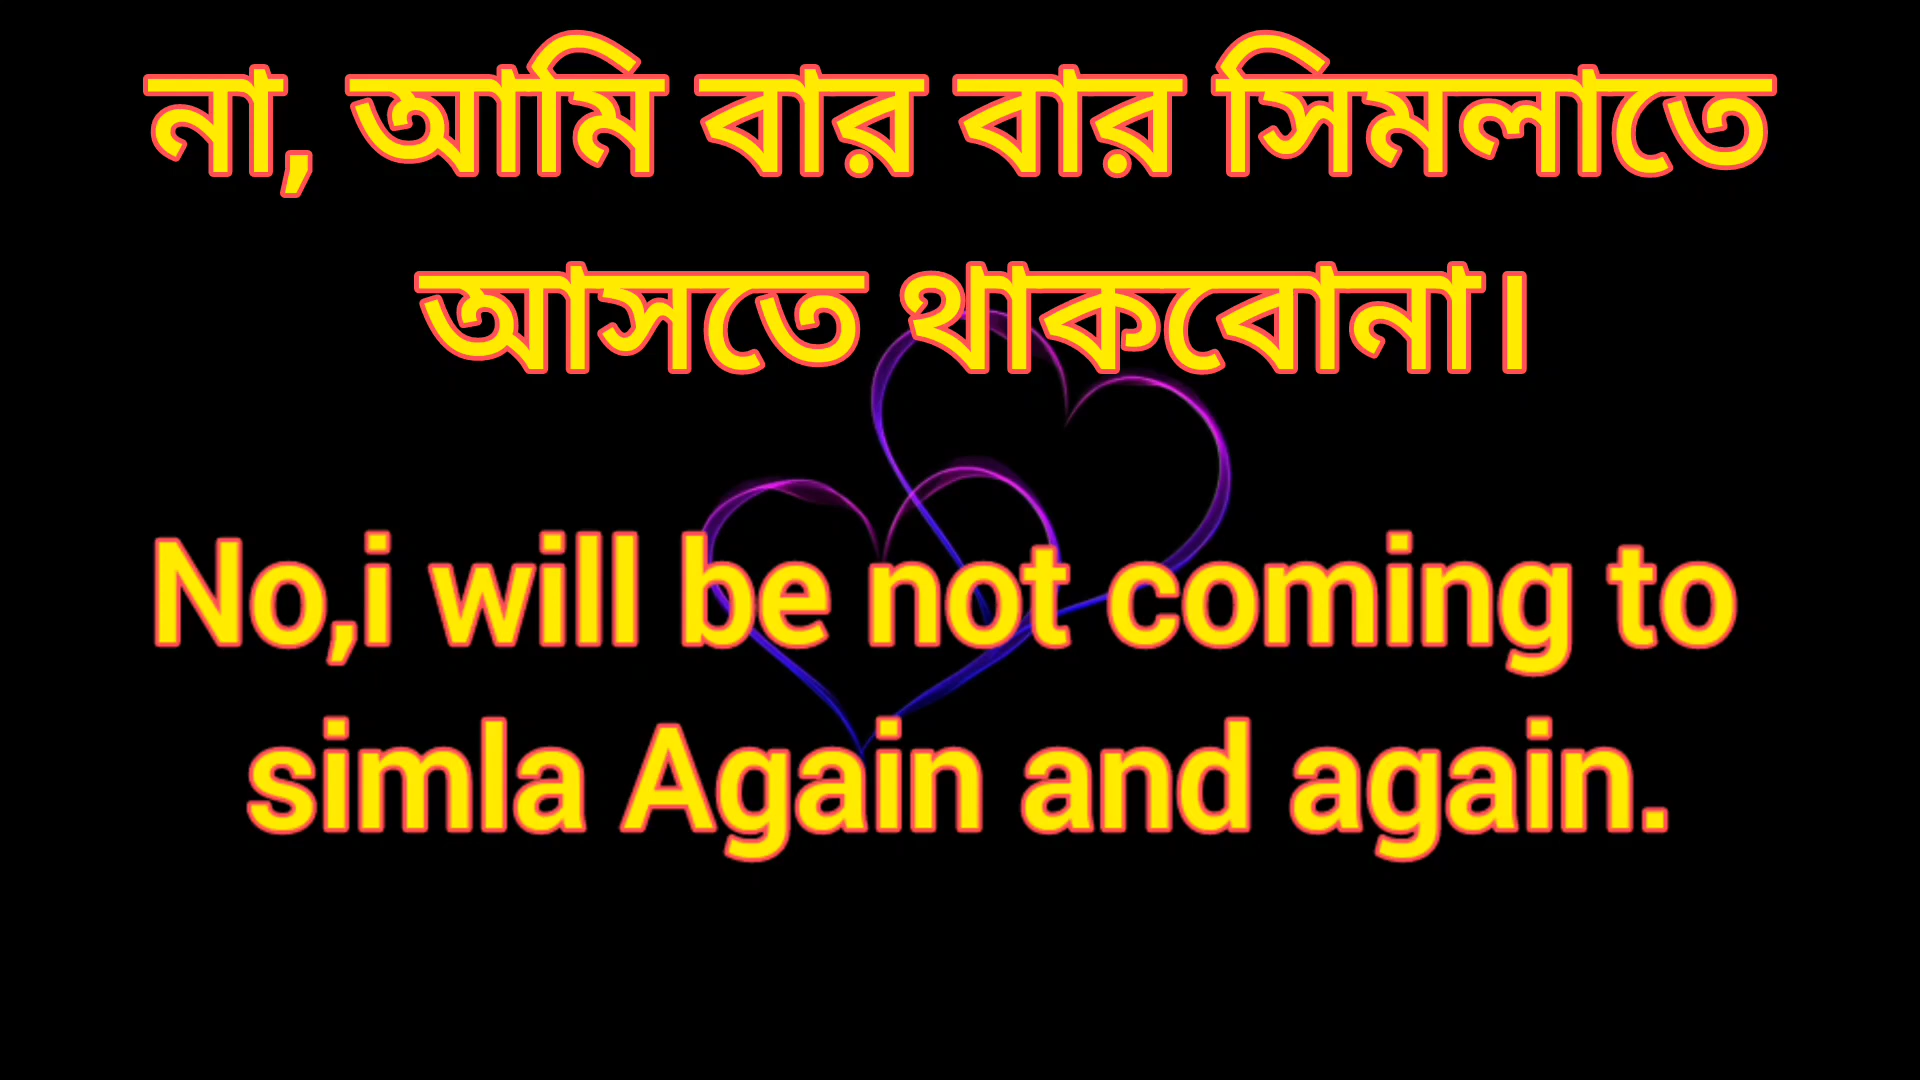 না, আমি বার বার সিমলাতে
আসতে থাকবোনা।
No,i will be not coming to
simla Again and again.